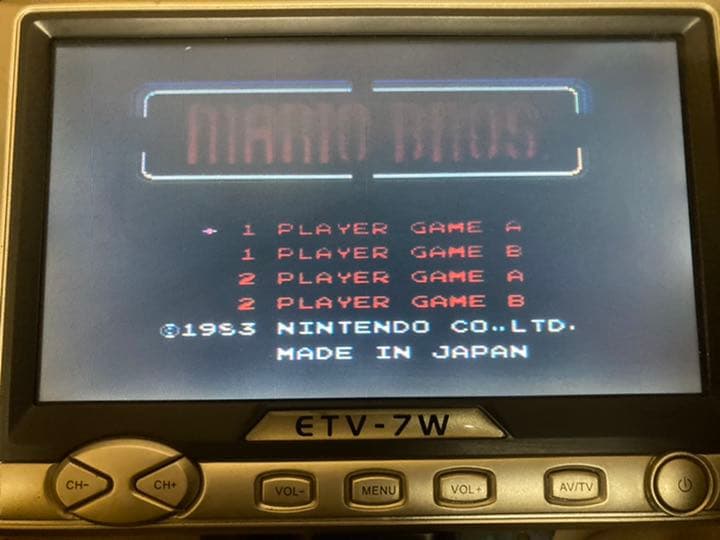 MARIO BROS.
1 PLAYER GAME A
1 PLAYER GAME B
2 PLAYER GAME A
2 PLAYER GAME B
©1983 NINTENDO CO.,LTD.
MADE IN JAPAN
ETV-7W
CH- CH+ VOL- MENU VOL+ AV/TV